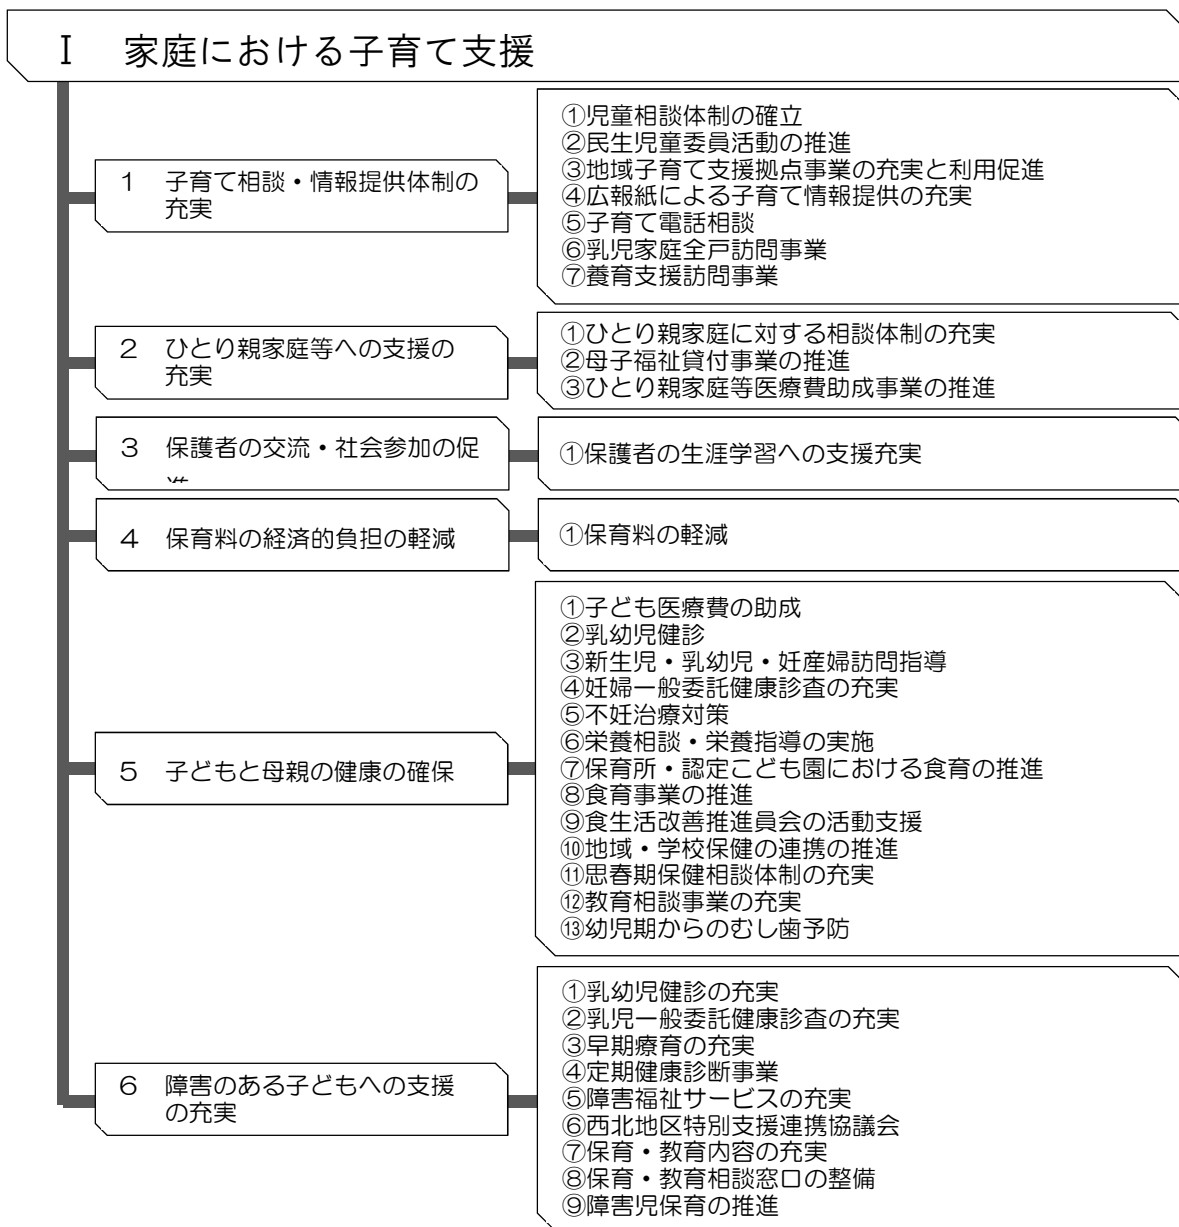 Ⅰ 家庭における子育て支援
1 子育て相談・情報提供体制の
充実
①児童相談体制の確立
②民生児童委員活動の推進
③地域子育て支援拠点事業の充実と利用促進
④広報紙による子育て情報提供の充実
⑤子育て電話相談
⑥乳児家庭全戸訪問事業
⑦養育支援訪問事業
2 ひとり親家庭等への支援の
充実
①ひとり親家庭に対する相談体制の充実
②母子福祉貸付事業の推進
③ひとり親家庭等医療費助成事業の推進
3 保護者の交流・社会参加の促
①保護者の生涯学習への支援充実
4 保育料の経済的負担の軽減
①保育料の軽減
5 子どもと母親の健康の確保
①子ども医療費の助成
②乳幼児健診
③新生児・乳幼児・妊産婦訪問指導
④妊婦一般委託健康診査の充実
⑤不妊治療対策
⑥栄養相談・栄養指導の実施
⑦保育所・認定こども園における食育の推進
⑧食育事業の推進
⑨食生活改善推進員会の活動支援
⑩地域・学校保健の連携の推進
⑪思春期保健相談体制の充実
⑫教育相談事業の充実
⑬幼児期からのむし歯予防
6 障害のある子どもへの支援
の充実
①乳幼児健診の充実
②乳児一般委託健康診査の充実
③早期療育の充実
④定期健康診断事業
⑤障害福祉サービスの充実
⑥西北地区特別支援連携協議会
⑦保育・教育内容の充実
⑧保育・教育相談窓口の整備
⑨障害児保育の推進